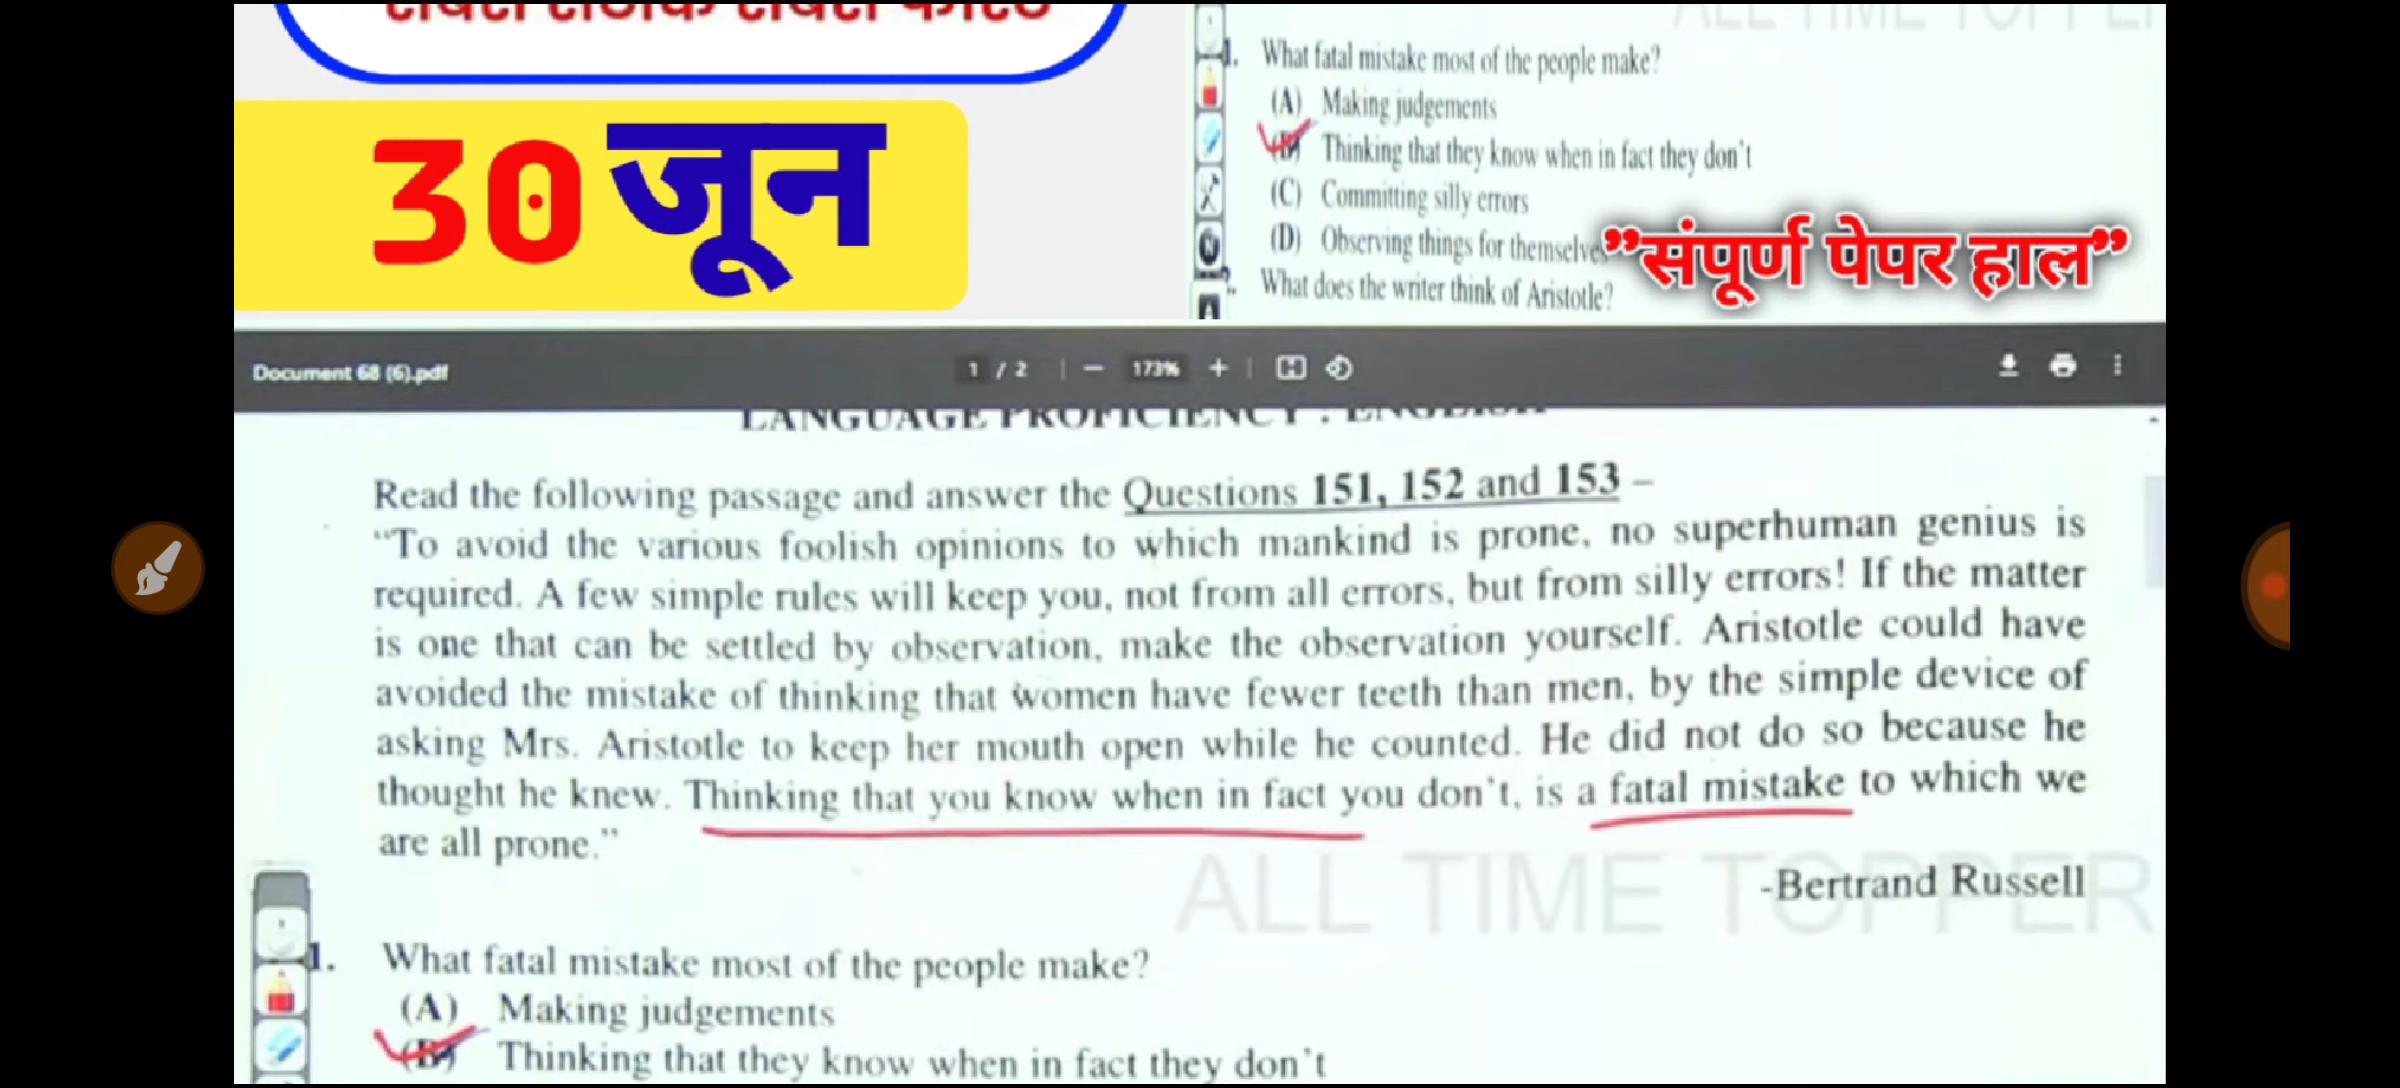 30 जून
1. What fatal mistake most of the people make?
(A) Making judgements
(B) Thinking that they know when in fact they don't
(C) Committing silly errors
(D) Observing things for themselves
What does the writer think of Aristotle?
”संपूर्ण पेपर हाल”
Document 68 (6).pdf
1 / 2 | − 173% + |
LANGUAGE PROFICIENCY : ENGLISH
Read the following passage and answer the Questions 151, 152 and 153 –
“To avoid the various foolish opinions to which mankind is prone, no superhuman genius is
required. A few simple rules will keep you, not from all errors, but from silly errors! If the matter
is one that can be settled by observation, make the observation yourself. Aristotle could have
avoided the mistake of thinking that women have fewer teeth than men, by the simple device of
asking Mrs. Aristotle to keep her mouth open while he counted. He did not do so because he
thought he knew. Thinking that you know when in fact you don't, is a fatal mistake to which we
are all prone.”
ALL TIME TOPPER
-Bertrand Russell
1. What fatal mistake most of the people make?
(A) Making judgements
(B) Thinking that they know when in fact they don't